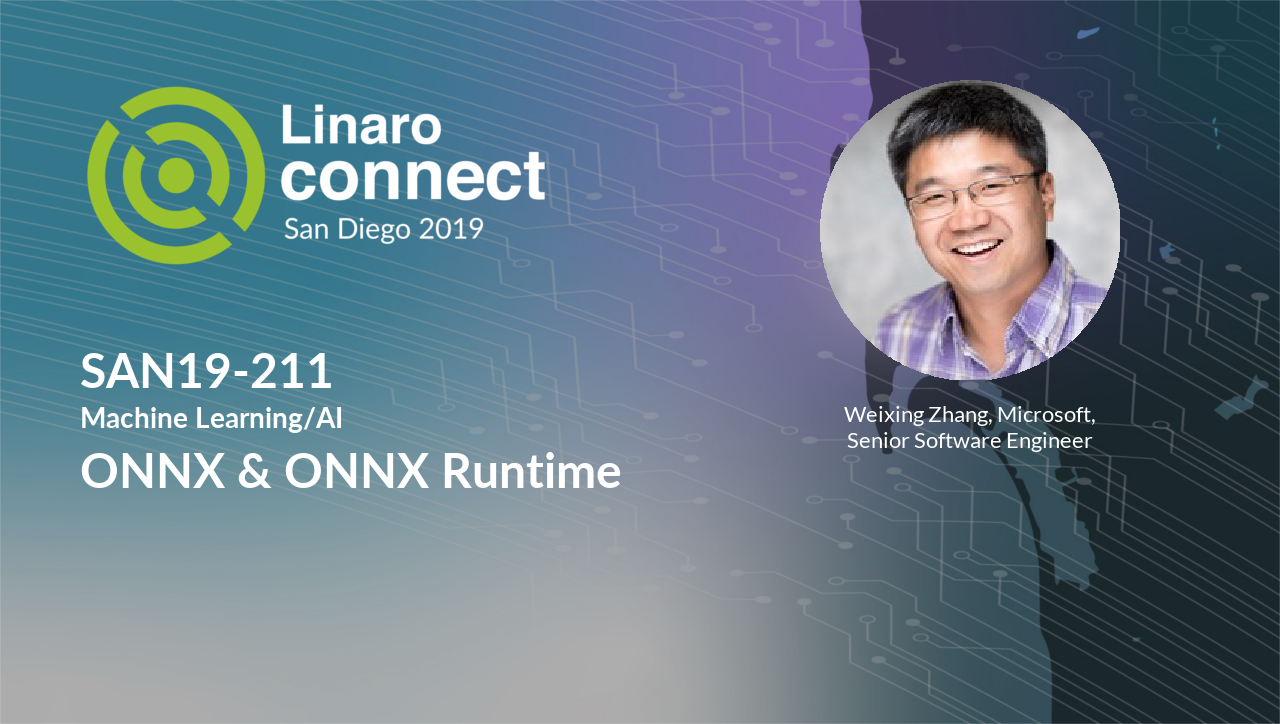 Linaro
connect
San Diego 2019
SAN19-211
Machine Learning/AI
ONNX & ONNX Runtime
Weixing Zhang, Microsoft,
Senior Software Engineer